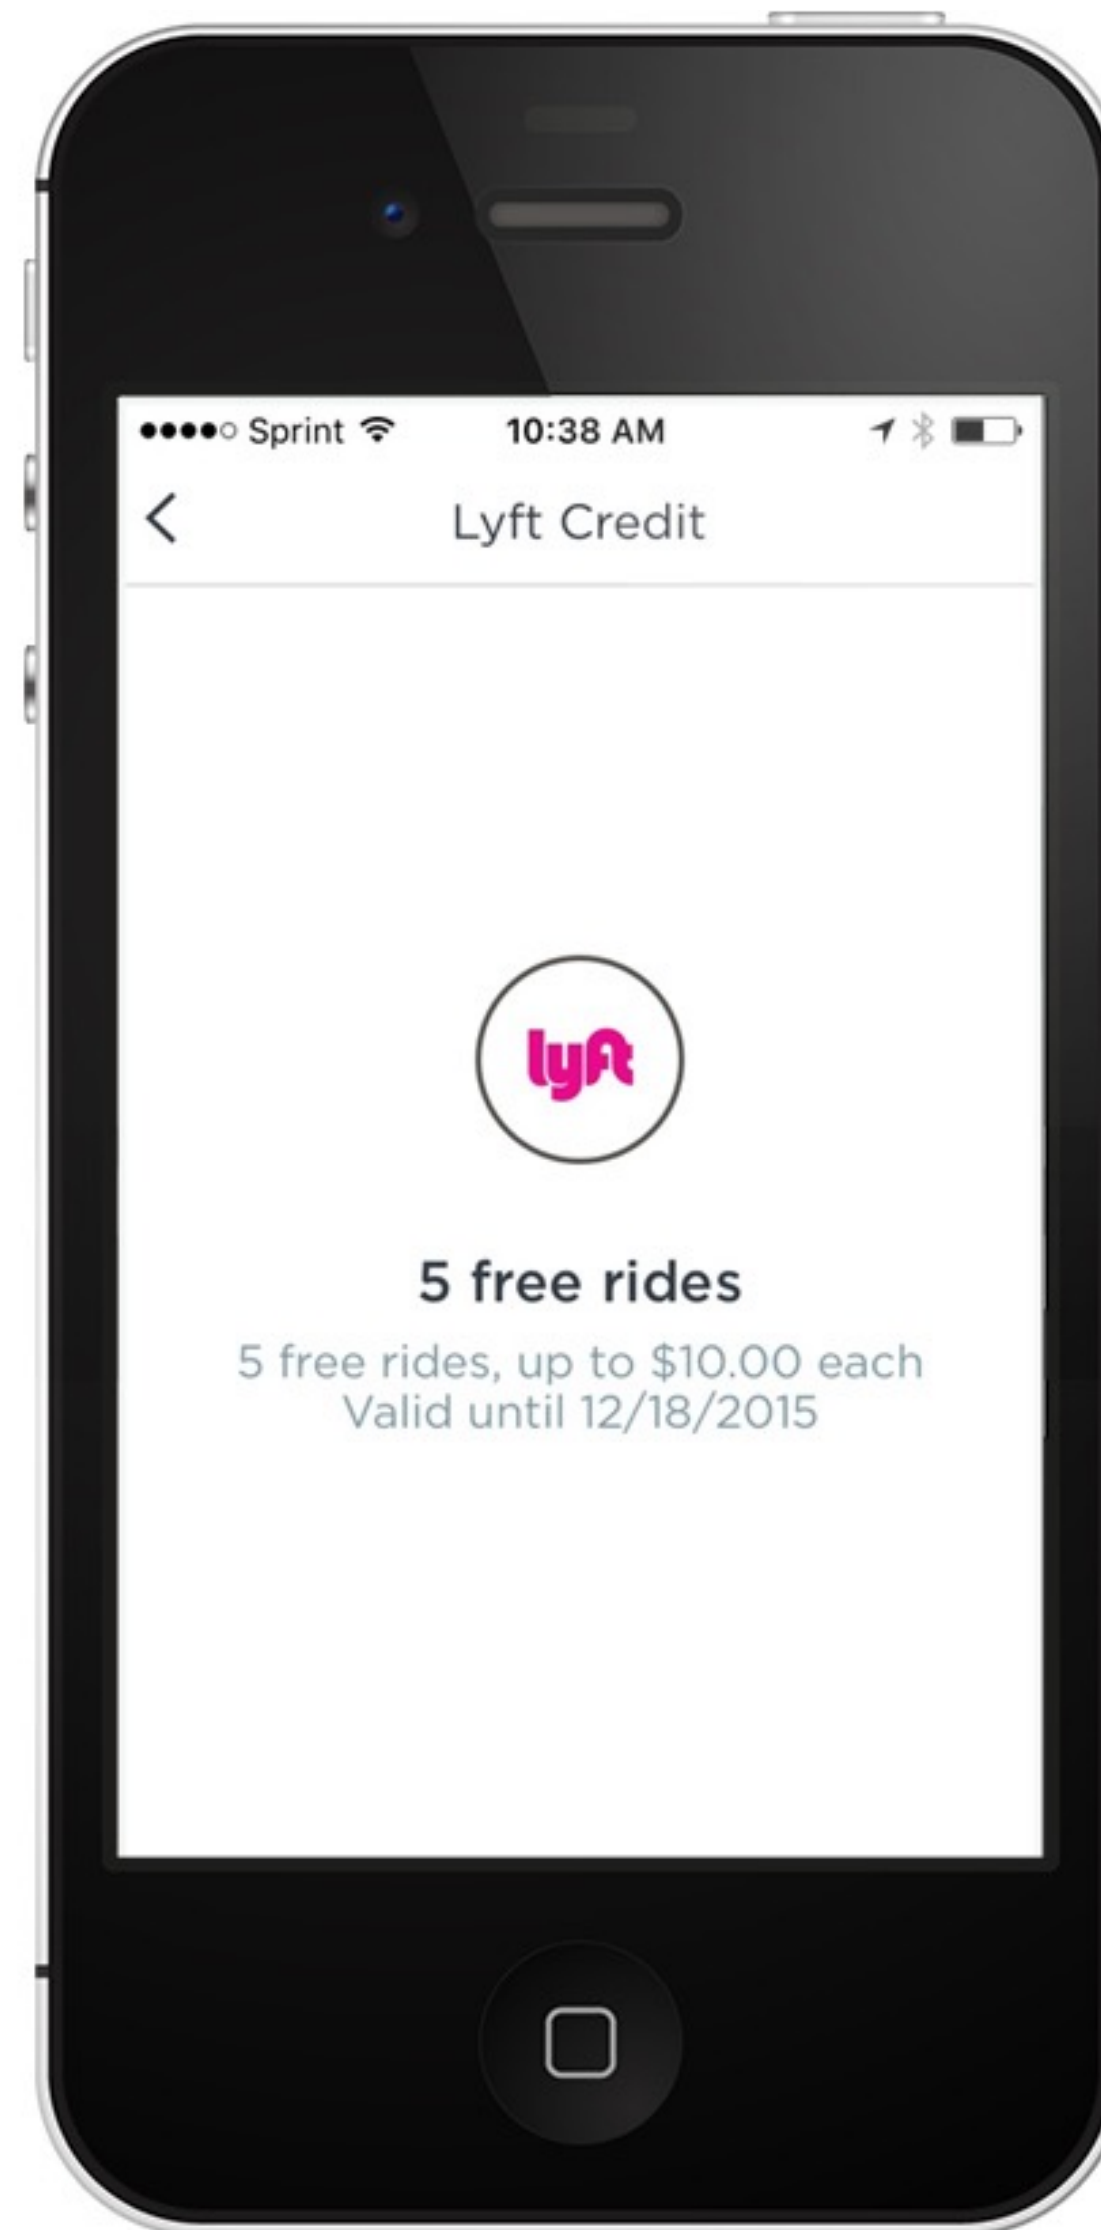 Sprint 10:38 AM
Lyft Credit
lyft
5 free rides
5 free rides, up to $10.00 each
Valid until 12/18/2015